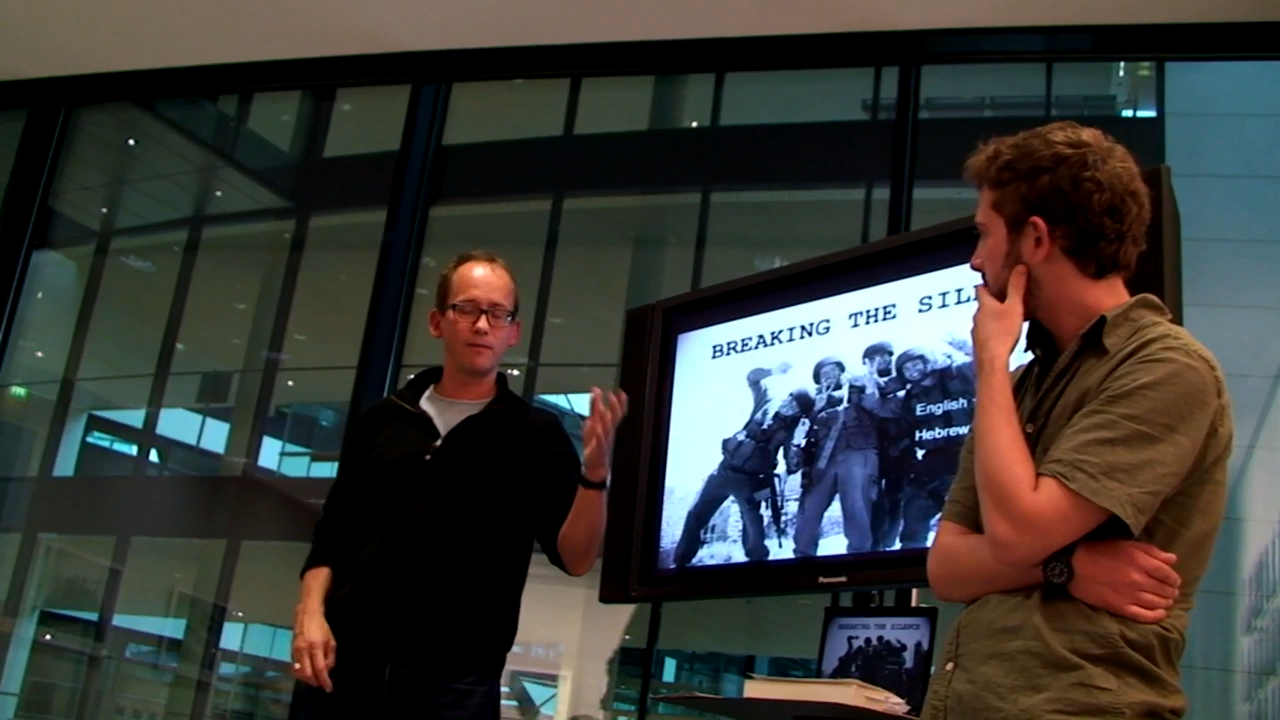 BREAKING THE SIL
English
Hebrew
Panasonic
BREAKING THE SILENCE